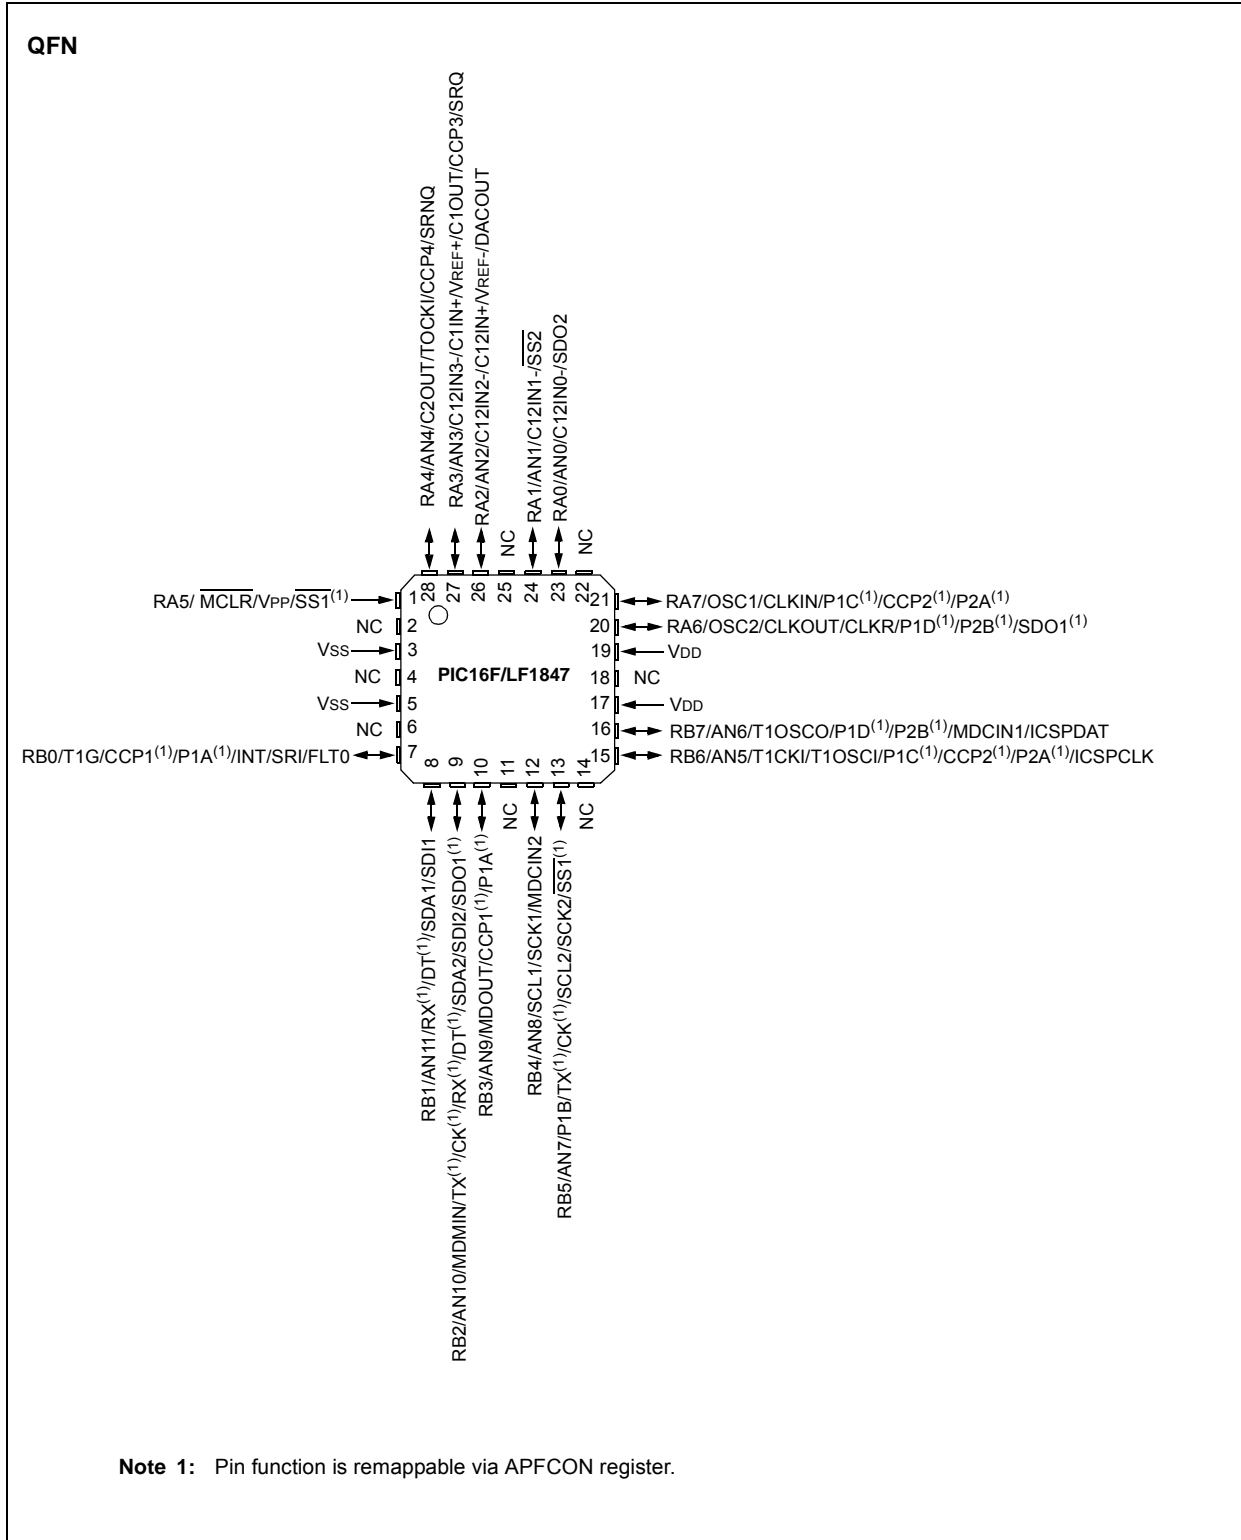 QFN
RA4/AN4/C2OUT/TOCKI/CCP4/SRNQ
RA3/AN3/C12IN3-/C1IN+/VREF+/C1OUT/CCP3/SRQ
RA2/AN2/C12IN2-/C12IN+/VREF-/DACOUT
NC
RA1/AN1/C12IN1-/SS2
RA0/AN0/C12IN0-/SDO2
NC
28 27 26 25 24 23 22
RA5/ MCLR/VPP/SS1(1) 1 21 RA7/OSC1/CLKIN/P1C(1)/CCP2(1)/P2A(1)
NC 2 20 RA6/OSC2/CLKOUT/CLKR/P1D(1)/P2B(1)/SDO1(1)
VSS 3 19 VDD
NC 4 PIC16F/LF1847 18 NC
VSS 5 17 VDD
NC 6 16 RB7/AN6/T1OSCO/P1D(1)/P2B(1)/MDCIN1/ICSPDAT
RB0/T1G/CCP1(1)/P1A(1)/INT/SRI/FLT0 7 15 RB6/AN5/T1CKI/T1OSCI/P1C(1)/CCP2(1)/P2A(1)/ICSPCLK
8 9 10 11 12 13 14
RB1/AN11/RX(1)/DT(1)/SDA1/SDI1
RB2/AN10/MDMIN/TX(1)/CK(1)/RX(1)/DT(1)/SDA2/SDI2/SDO1(1)
RB3/AN9/MDOUT/CCP1(1)/P1A(1)
NC
RB4/AN8/SCL1/SCK1/MDCIN2
RB5/AN7/P1B/TX(1)/CK(1)/SCL2/SCK2/SS1(1)
NC
Note 1: Pin function is remappable via APFCON register.